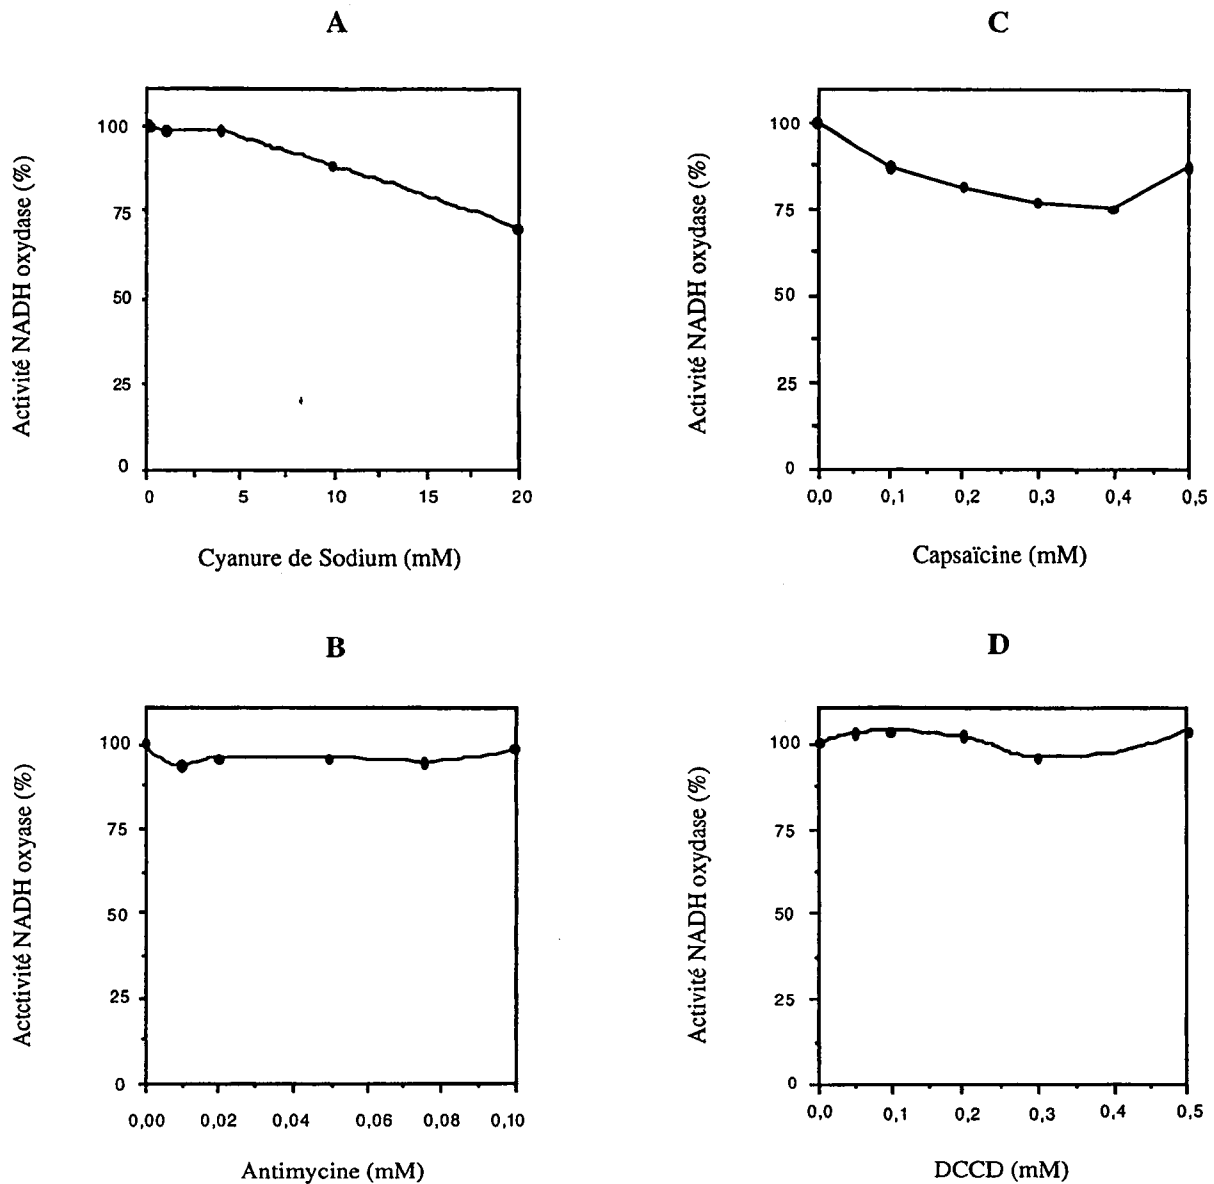 A
Activité NADH oxydase (%)
100
75
50
25
0
0 5 10 15 20
Cyanure de Sodium (mM)
C
Activité NADH oxydase (%)
100
75
50
25
0
0,0 0,1 0,2 0,3 0,4 0,5
Capsaïcine (mM)
B
Actctivité NADH oxyase (%)
100
75
50
25
0
0,00 0,02 0,04 0,06 0,08 0,10
Antimycine (mM)
D
Activité NADH oxydase (%)
100
75
50
25
0
0,0 0,1 0,2 0,3 0,4 0,5
DCCD (mM)